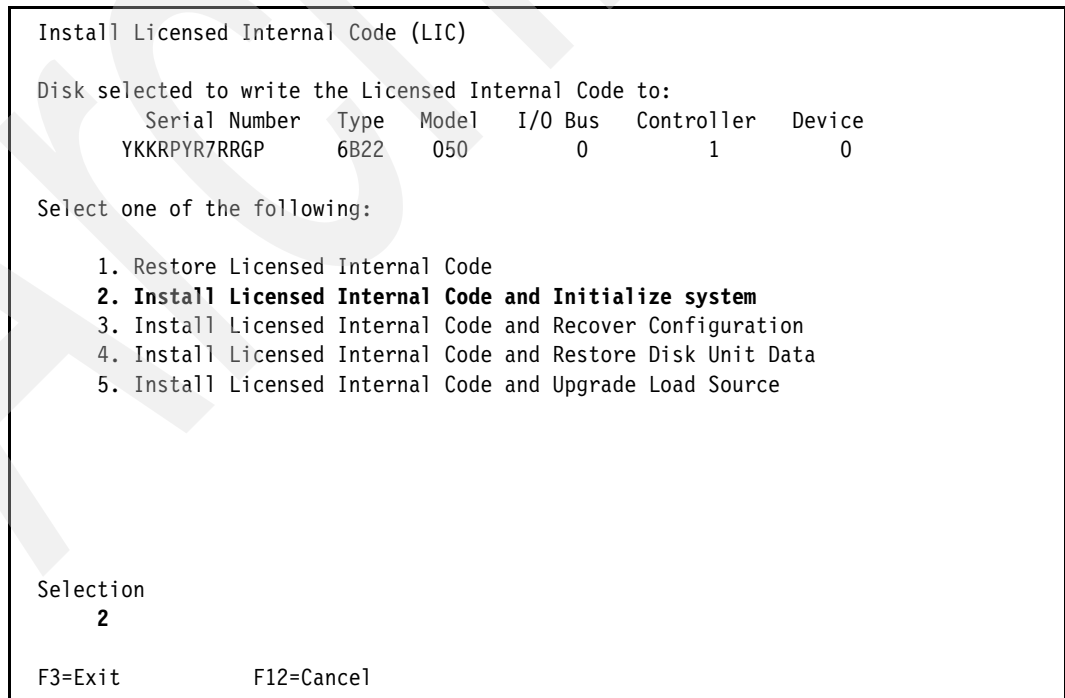 Install Licensed Internal Code (LIC)
Disk selected to write the Licensed Internal Code to:
Serial Number Type Model I/O Bus Controller Device
YKKRPYR7RRGP 6B22 050 0 1 0
Select one of the following:
1. Restore Licensed Internal Code
2. Install Licensed Internal Code and Initialize system
3. Install Licensed Internal Code and Recover Configuration
4. Install Licensed Internal Code and Restore Disk Unit Data
5. Install Licensed Internal Code and Upgrade Load Source
Selection
2
F3=Exit F12=Cancel